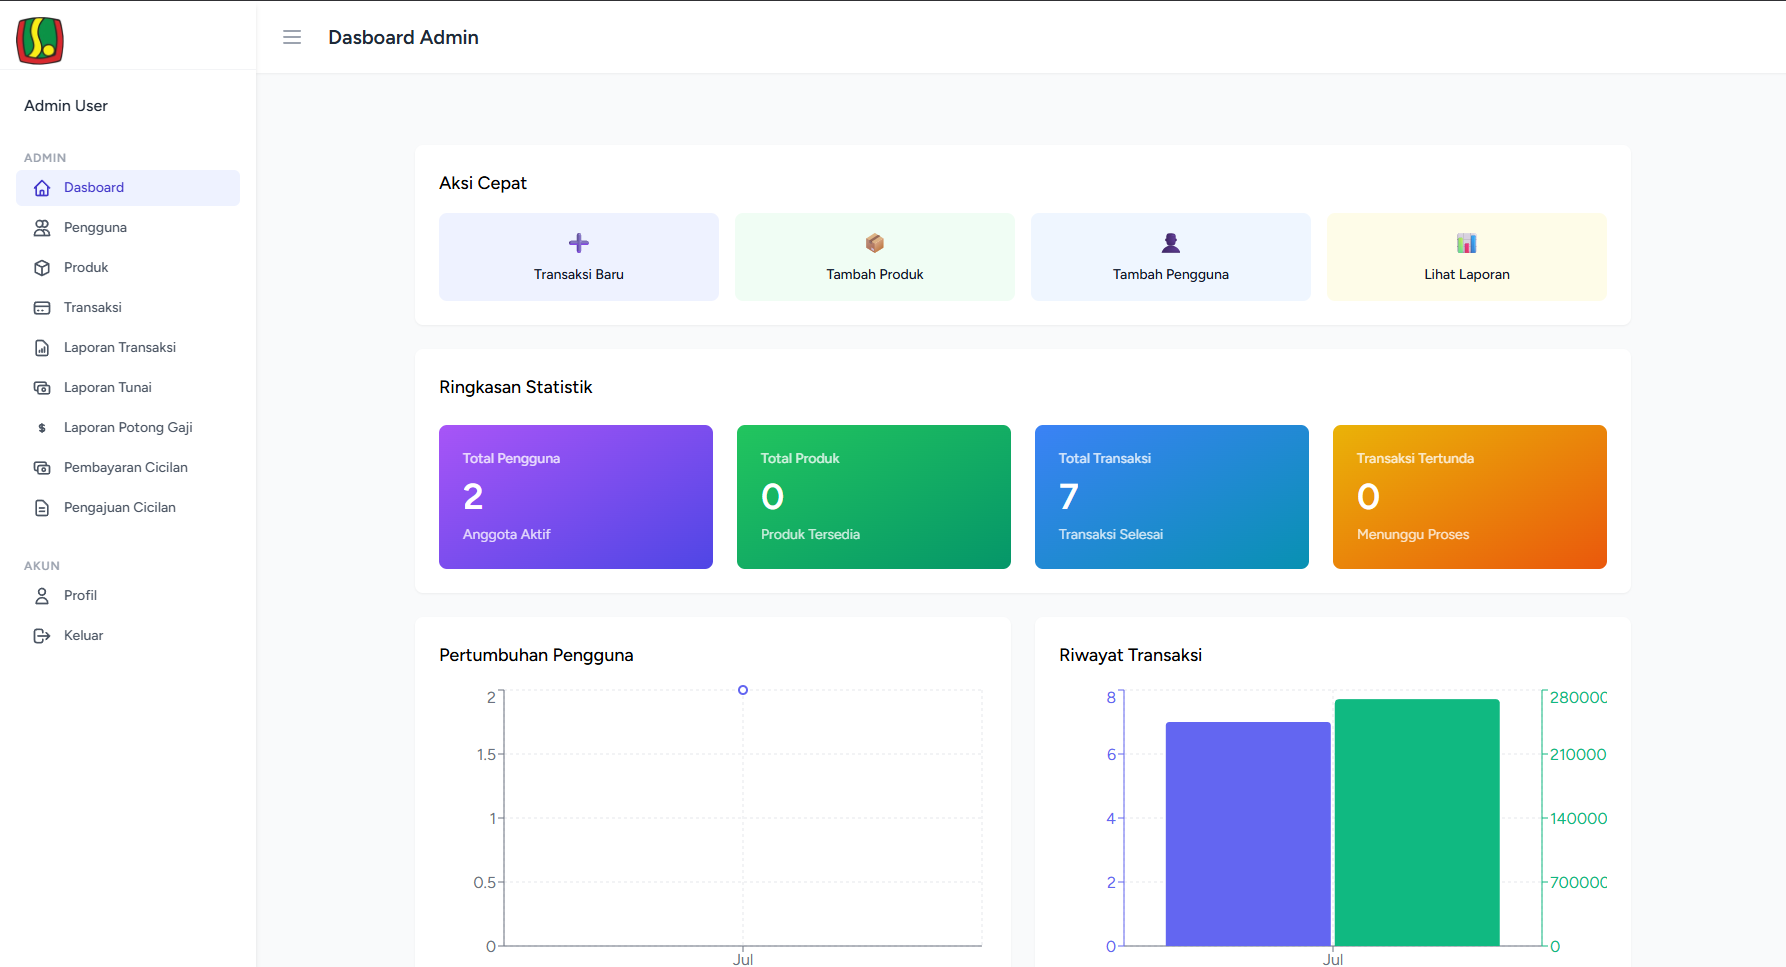 Dasboard Admin
Admin User
ADMIN
Dasboard
Pengguna
Produk
Transaksi
Laporan Transaksi
Laporan Tunai
$ Laporan Potong Gaji
Pembayaran Cicilan
Pengajuan Cicilan
AKUN
Profil
Keluar
Aksi Cepat
Transaksi Baru
Tambah Produk
Tambah Pengguna
Lihat Laporan
Ringkasan Statistik
Total Pengguna
2
Anggota Aktif
Total Produk
0
Produk Tersedia
Total Transaksi
7
Transaksi Selesai
Transaksi Tertunda
0
Menunggu Proses
Pertumbuhan Pengguna
2
1.5
1
0.5
0
Jul
Riwayat Transaksi
8
6
4
2
0
280000
210000
140000
700000
0
Jul